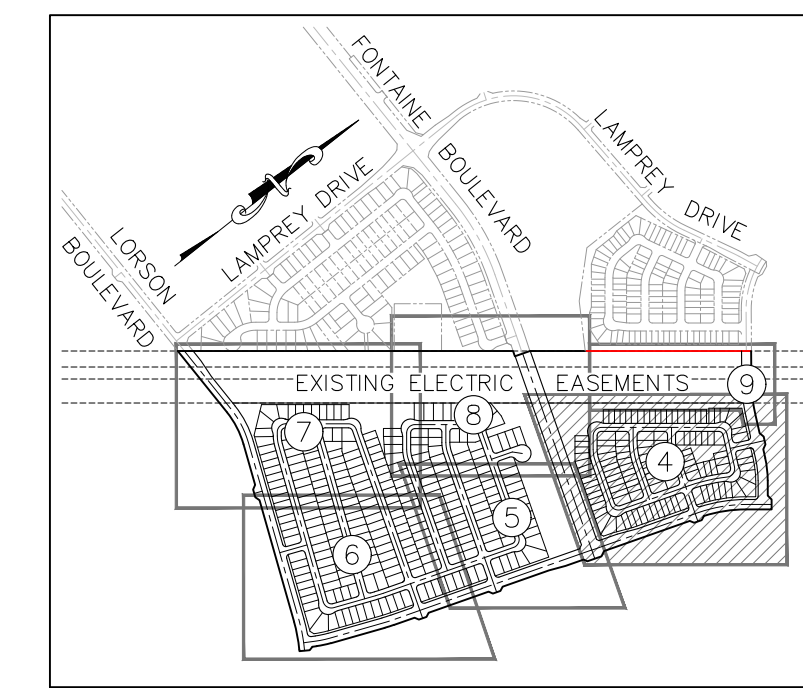 FONTAINE
BOULEVARD
LAMPREY
DRIVE
LAMPREY DRIVE
LORSON
BOULEVARD
EXISTING ELECTRIC EASEMENTS
9
7
8
4
5
6